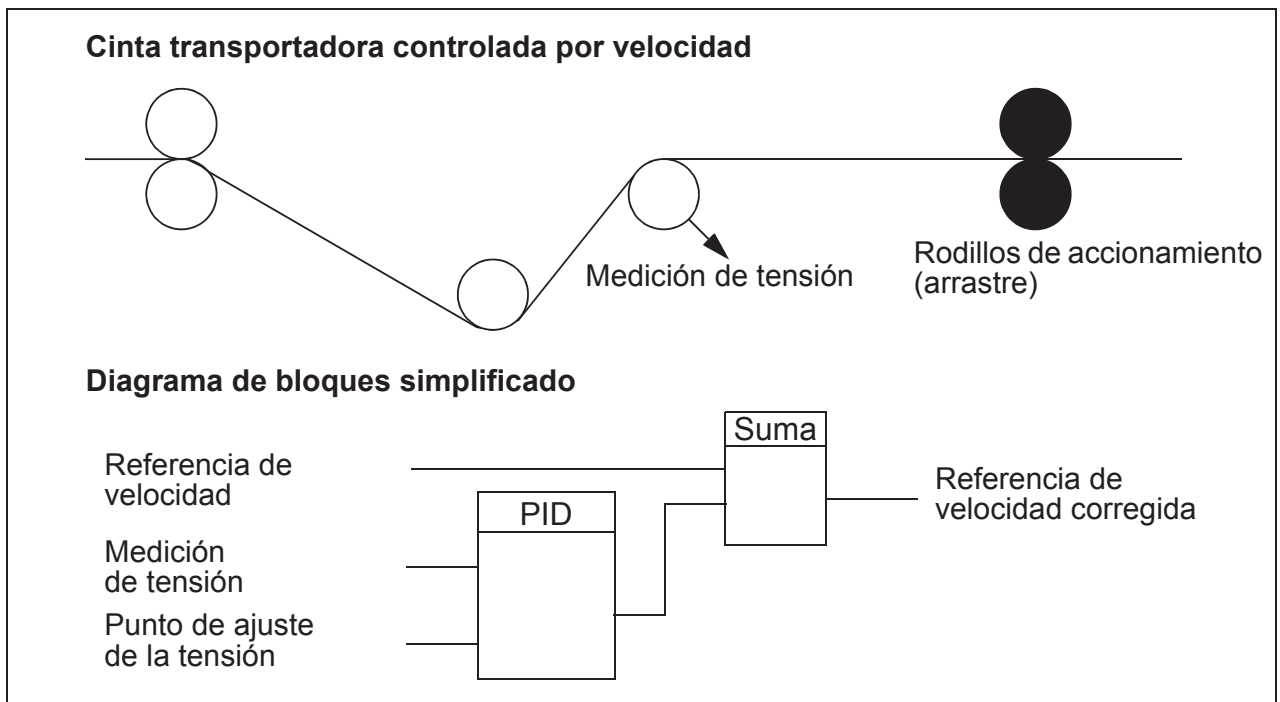 Cinta transportadora controlada por velocidad
Medición de tensión
Rodillos de accionamiento
(arrastre)
Diagrama de bloques simplificado
Suma
Referencia de
velocidad
PID
Referencia de
velocidad corregida
Medición
de tensión
Punto de ajuste
de la tensión